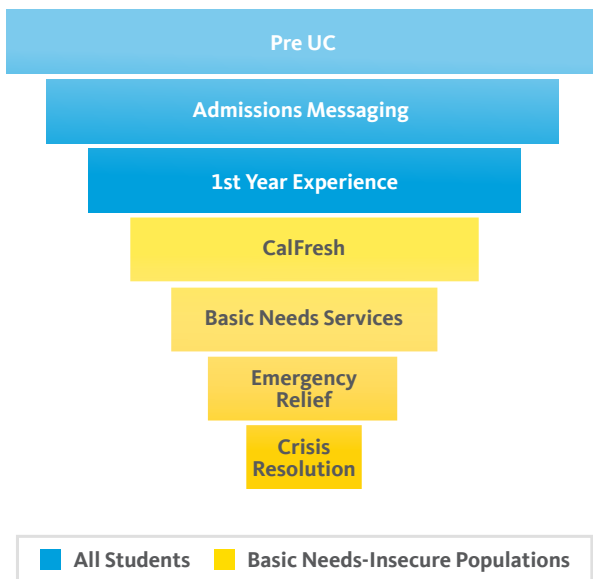 Pre UC
Admissions Messaging
1st Year Experience
CalFresh
Basic Needs Services
Emergency
Relief
Crisis
Resolution
All Students
Basic Needs-Insecure Populations